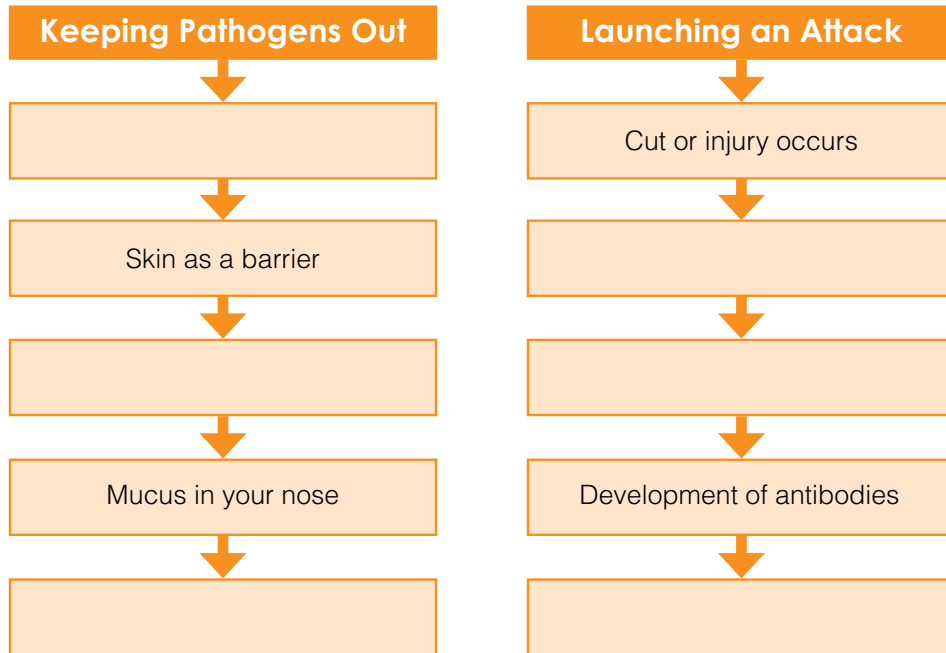 Keeping Pathogens Out
Launching an Attack
Cut or injury occurs
Skin as a barrier
Mucus in your nose
Development of antibodies